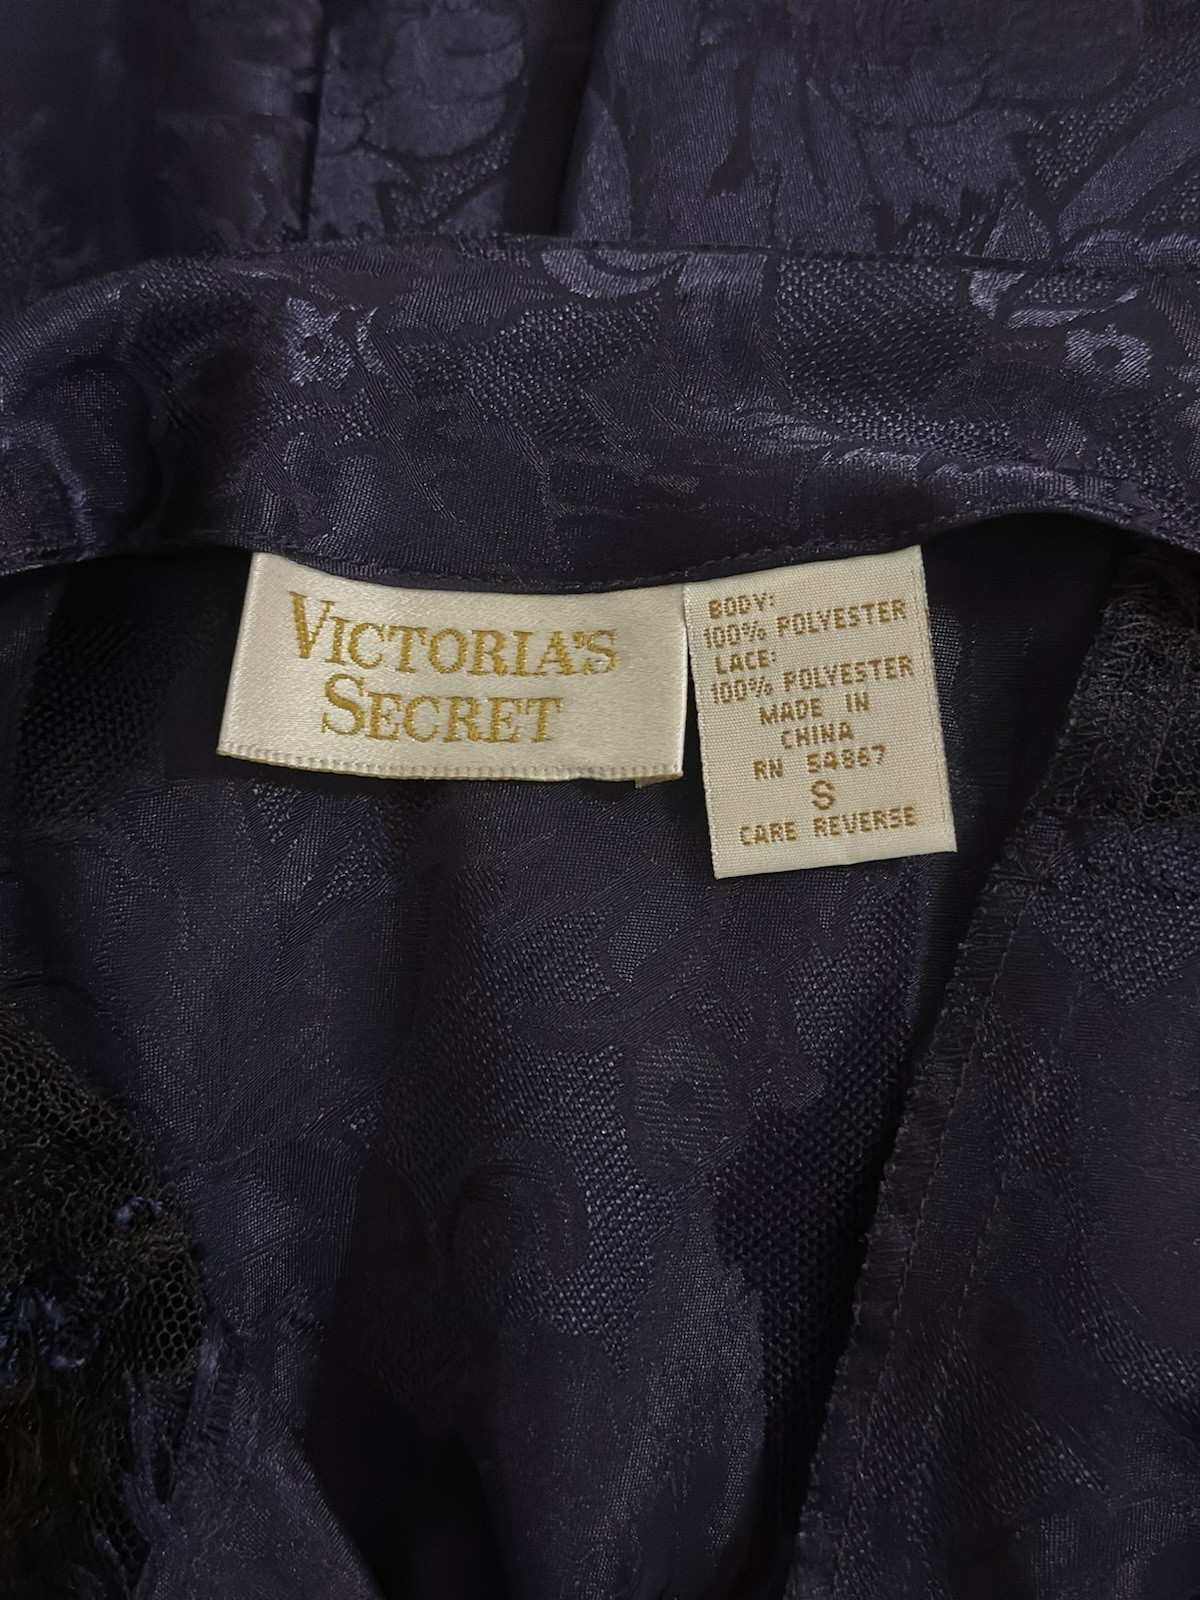 VICTORIA'S
SECRET
BODY:
100% POLYESTER
LACE:
100% POLYESTER
MADE IN
CHINA
RN 54867
S
CARE REVERSE